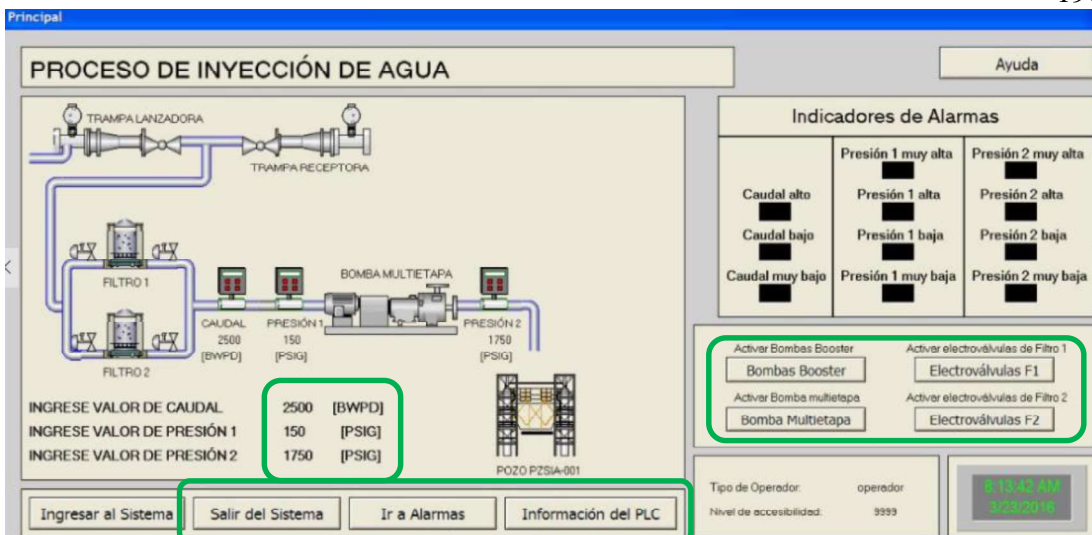 Principal
PROCESO DE INYECCIÓN DE AGUA
Ayuda
TRAMPA LANZADORA
TRAMPA RECEPTORA
FILTRO 1
FILTRO 2
BOMBA MULTIETAPA
CAUDAL
2500
[BWPD]
PRESIÓN 1
150
[PSIG]
PRESIÓN 2
1750
[PSIG]
INGRESE VALOR DE CAUDAL 2500 [BWPD]
INGRESE VALOR DE PRESIÓN 1 150 [PSIG]
INGRESE VALOR DE PRESIÓN 2 1750 [PSIG]
POZO PZSIA-001
Indicadores de Alarmas
Presión 1 muy alta Presión 2 muy alta
Caudal alto Presión 1 alta Presión 2 alta
Caudal bajo Presión 1 baja Presión 2 baja
Caudal muy bajo Presión 1 muy baja Presión 2 muy baja
Activar Bombas Booster Activar electroválvulas de Filtro 1
Bombas Booster Electroválvulas F1
Activar Bomba multietapa Activar electroválvulas de Filtro 2
Bomba Multietapa Electroválvulas F2
Ingresar al Sistema Salir del Sistema Ir a Alarmas Información del PLC
Tipo de Operador: operador
Nivel de accesibilidad: 9999
8:13:42 AM
3/23/2016